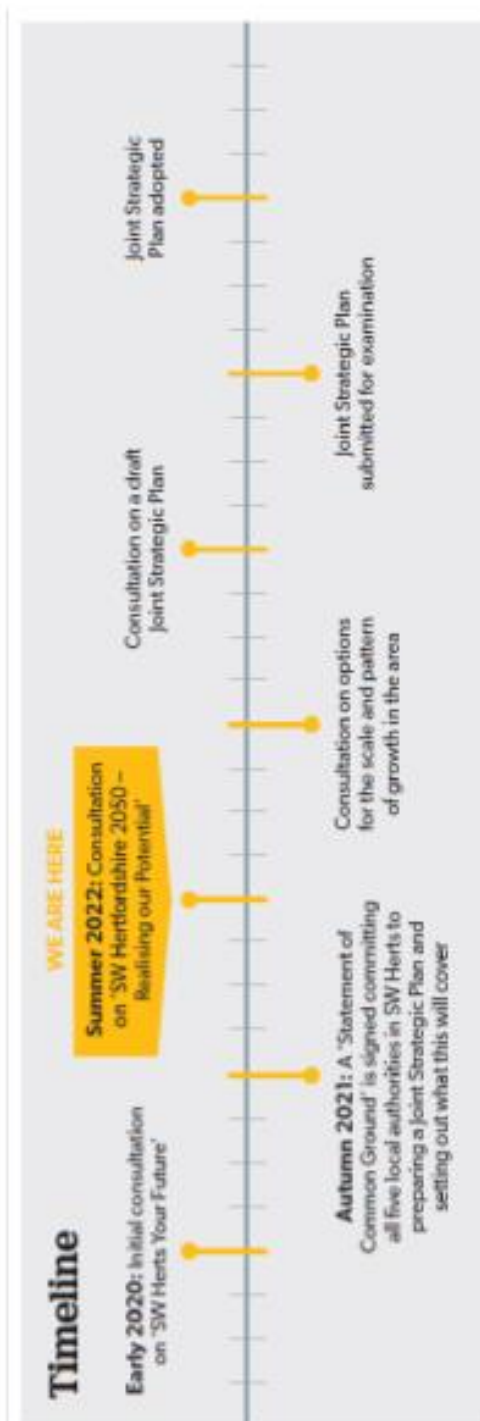 Timeline
Early 2020: Initial consultation
on ‘SW Herts Your Future’
Autumn 2021: A ‘Statement of
Common Ground’ is signed committing
all five local authorities in SW Herts to
preparing a Joint Strategic Plan and
setting out what this will cover
WE ARE HERE
Summer 2022: Consultation
on ‘SW Hertfordshire 2050 –
Realising our Potential’
Consultation on options
for the scale and pattern
of growth in the area
Consultation on a draft
Joint Strategic Plan
Joint Strategic Plan
submitted for examination
Joint Strategic
Plan adopted